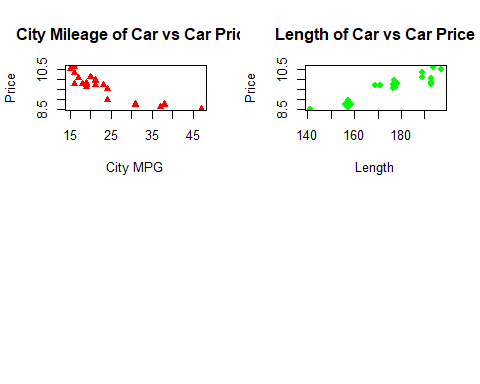 City Mileage of Car vs Car Pric
Price
8.5
10.5
15
25
35
45
City MPG
Length of Car vs Car Price
Price
8.5
10.5
140
160
180
Length